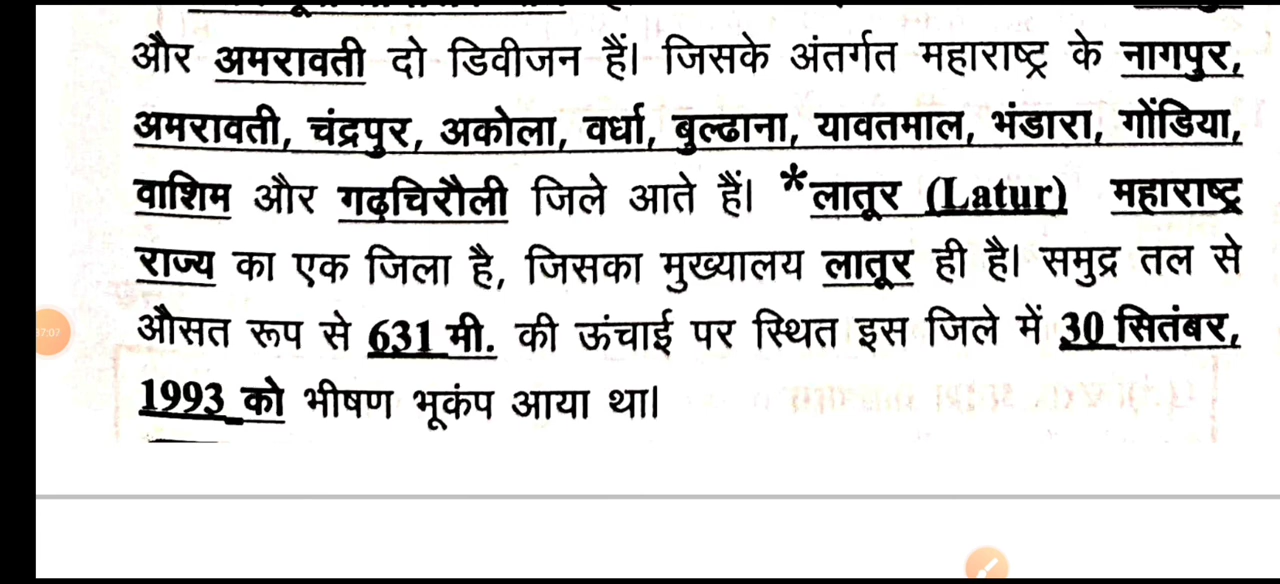 और अमरावती दो डिवीजन हैं। जिसके अंतर्गत महाराष्ट्र के नागपुर,
अमरावती, चंद्रपुर, अकोला, वर्धा, बुल्ढाना, यावतमाल, भंडारा, गोंडिया,
वाशिम और गढ़चिरौली जिले आते हैं। *लातूर (Latur) महाराष्ट्र
राज्य का एक जिला है, जिसका मुख्यालय लातूर ही है। समुद्र तल से
औसत रूप से 631 मी. की ऊंचाई पर स्थित इस जिले में 30 सितंबर,
1993 को भीषण भूकंप आया था।